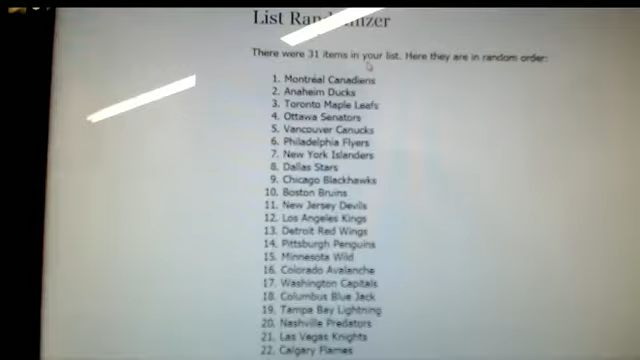 List Randomizer
There were 31 items in your list. Here they are in random order:
1. Montréal Canadiens
2. Anaheim Ducks
3. Toronto Maple Leafs
4. Ottawa Senators
5. Vancouver Canucks
6. Philadelphia Flyers
7. New York Islanders
8. Dallas Stars
9. Chicago Blackhawks
10. Boston Bruins
11. New Jersey Devils
12. Los Angeles Kings
13. Detroit Red Wings
14. Pittsburgh Penguins
15. Minnesota Wild
16. Colorado Avalanche
17. Washington Capitals
18. Columbus Blue Jack
19. Tampa Bay Lightning
20. Nashville Predators
21. Las Vegas Knights
22. Calgary Flames